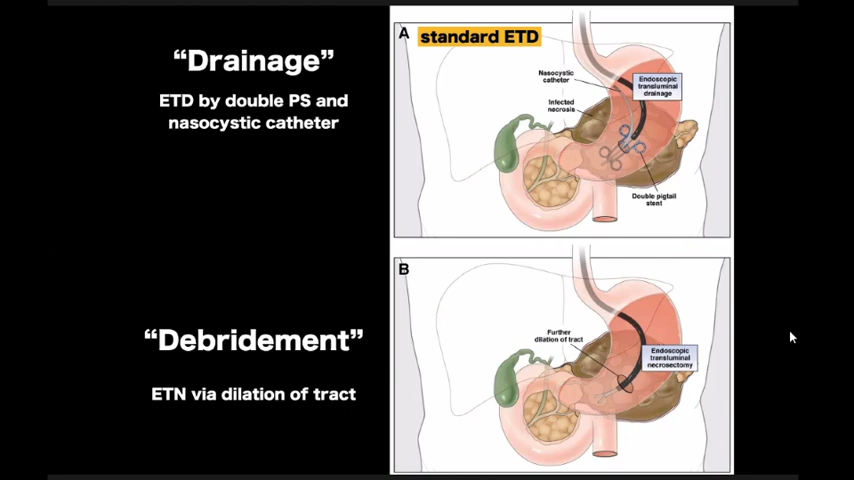 “Drainage”
ETD by double PS and
nasocystic catheter
A
standard ETD
Nasocystic
catheter
Infected
necrosis
Endoscopic
transluminal
drainage
Double pigtail
stent
“Debridement”
ETN via dilation of tract
B
Further
dilation of tract
Endoscopic
transluminal
necrosectomy